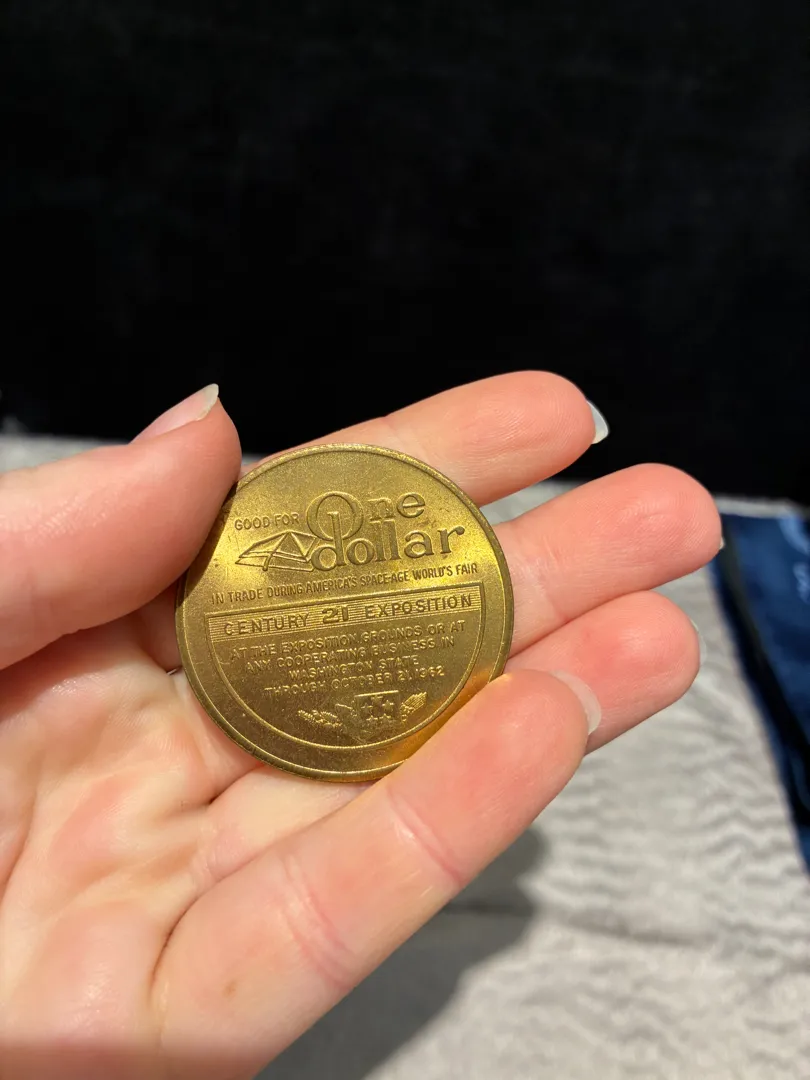 GOOD FOR One
dollar
IN TRADE DURING AMERICA'S SPACE-AGE WORLD'S FAIR
CENTURY 21 EXPOSITION
AT THE EXPOSITION GROUNDS OR AT
ANY COOPERATING BUSINESS IN
WASHINGTON STATE
THROUGH OCTOBER 21, 1962